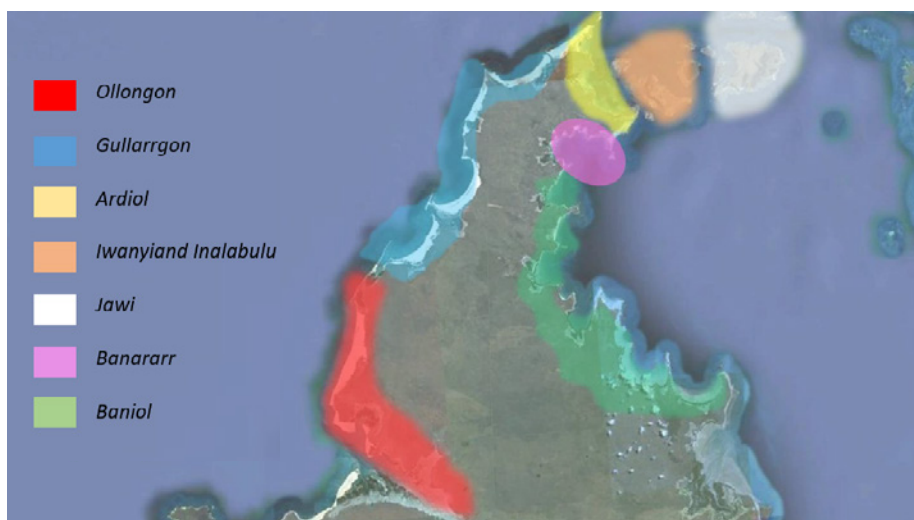 Ollongon
Gullarrgon
Ardiol
Iwanyiand Inalabulu
Jawi
Banararr
Baniol